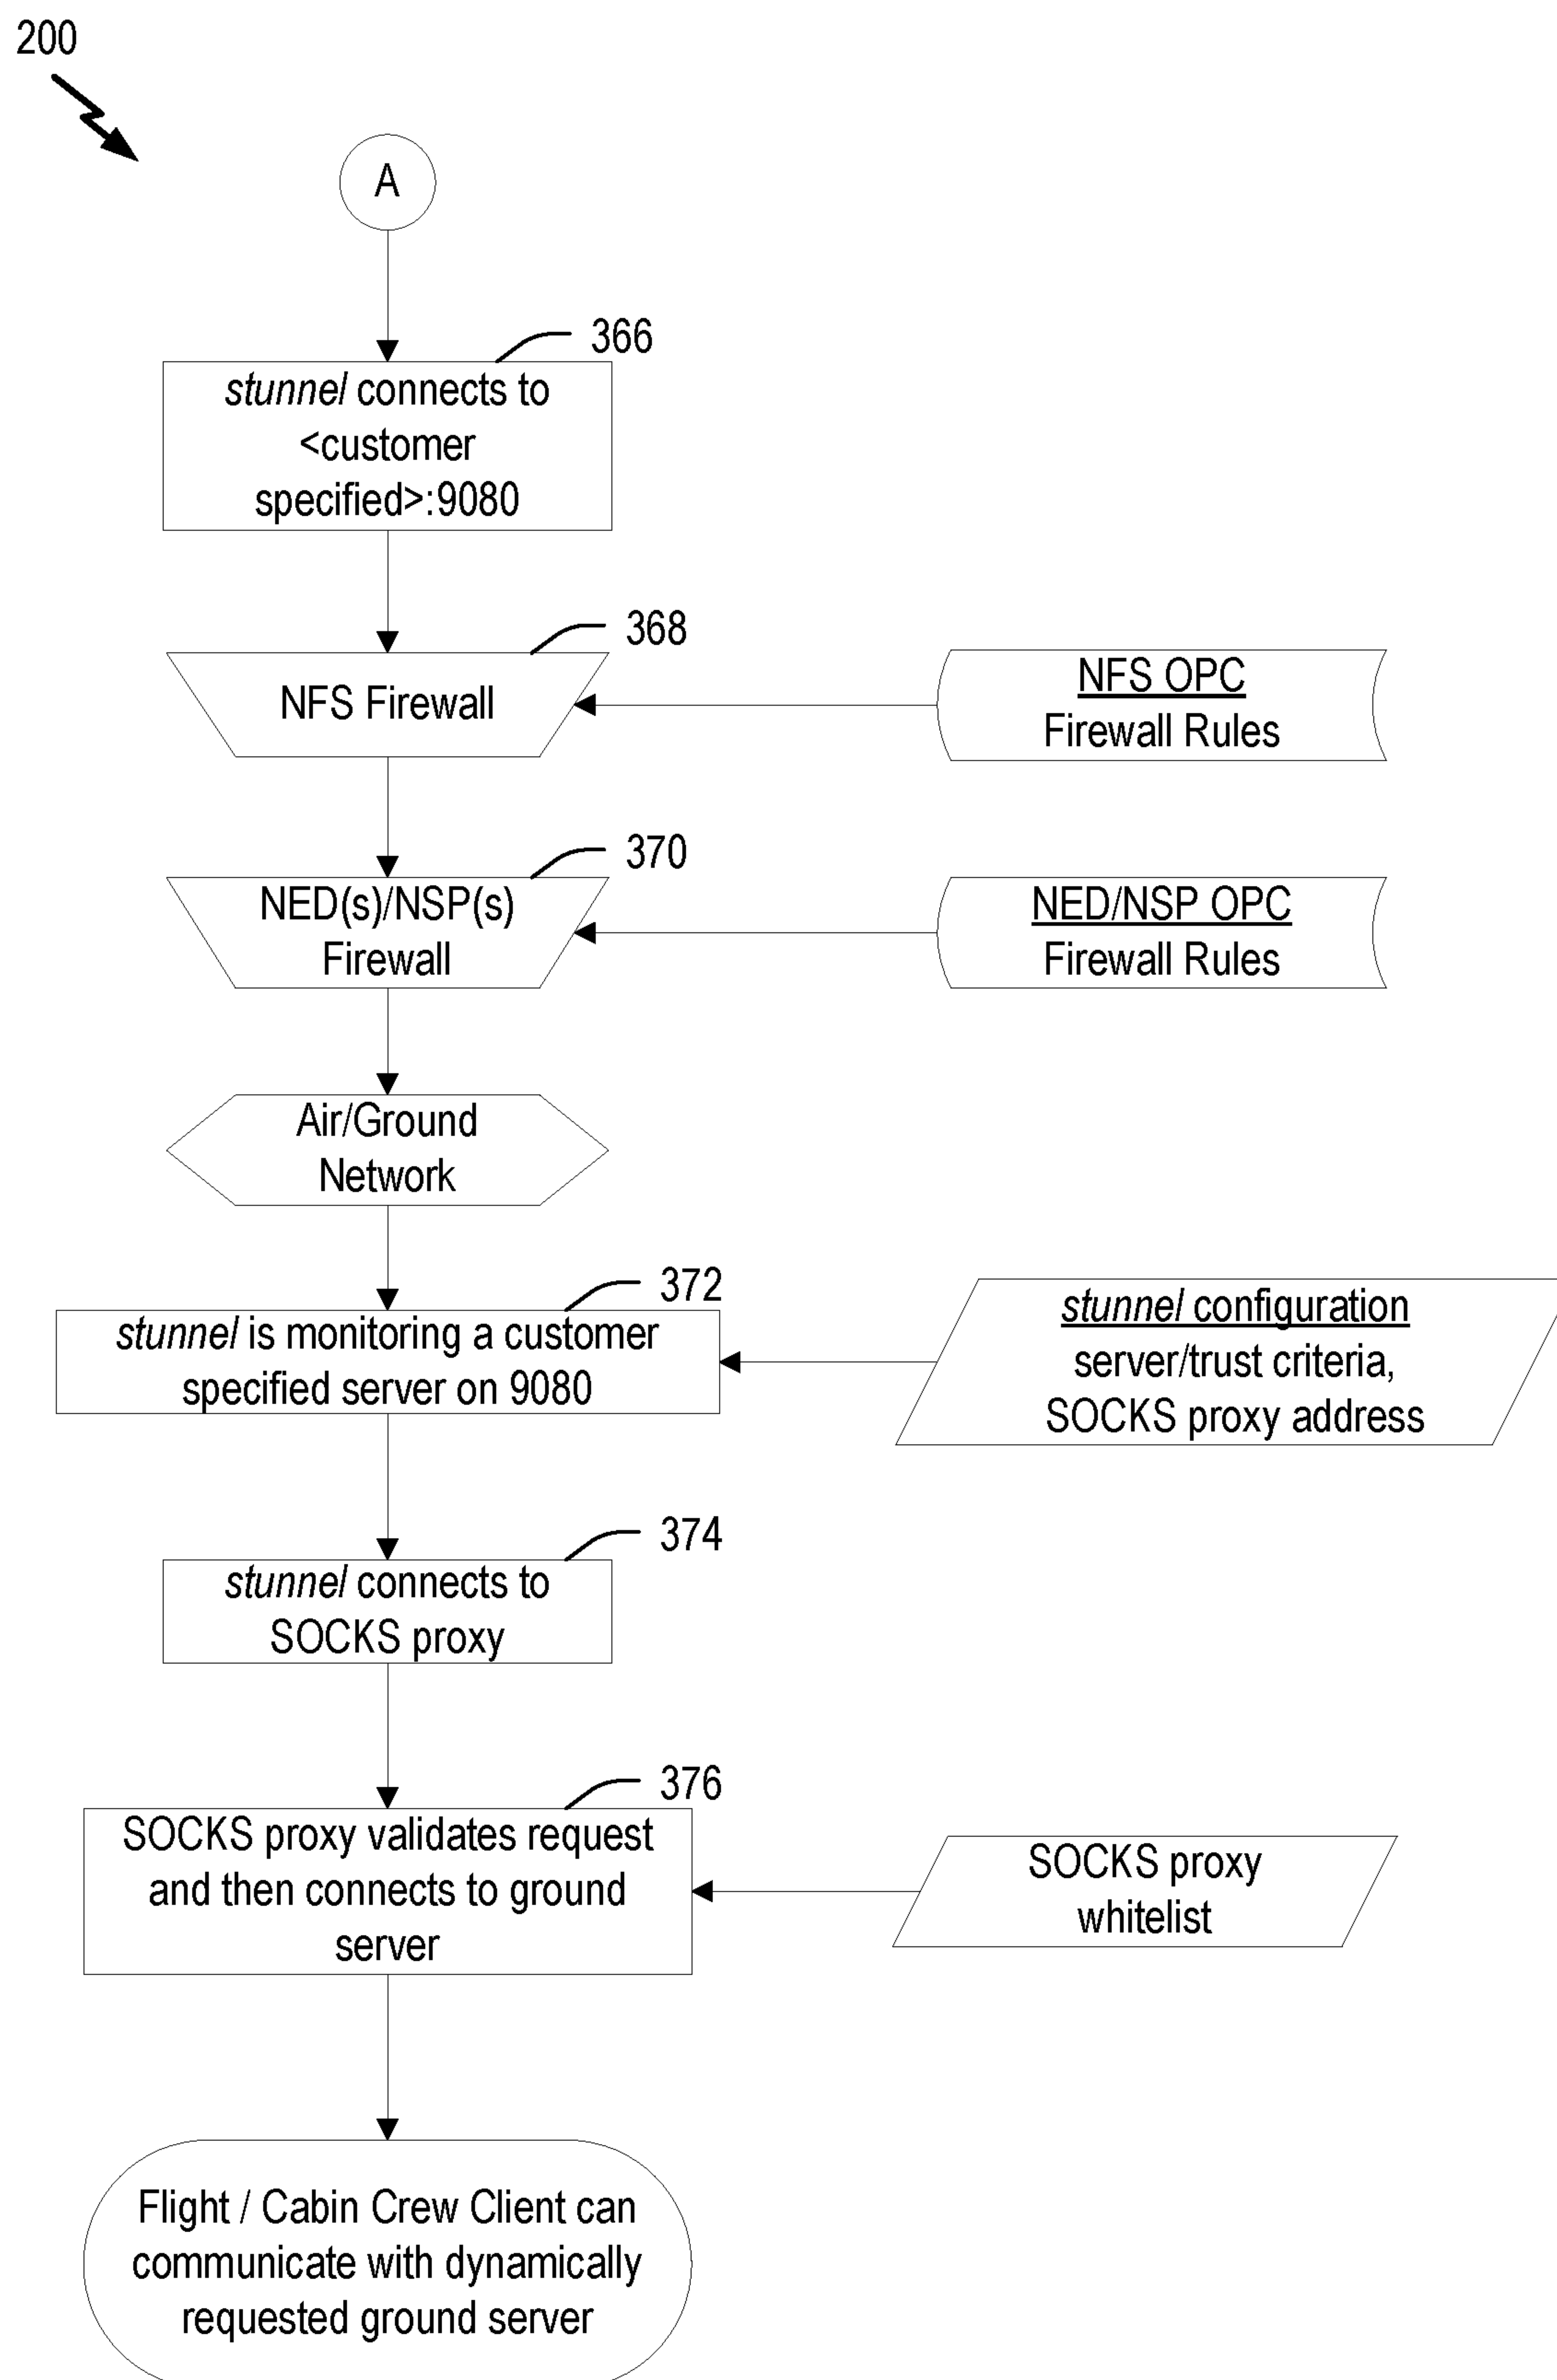 200
A
366
stunnel connects to
<customer
specified>:9080
368
NFS Firewall
NFS OPC
Firewall Rules
370
NED(s)/NSP(s)
Firewall
NED/NSP OPC
Firewall Rules
Air/Ground
Network
372
stunnel is monitoring a customer
specified server on 9080
stunnel configuration
server/trust criteria,
SOCKS proxy address
374
stunnel connects to
SOCKS proxy
376
SOCKS proxy validates request
and then connects to ground
server
SOCKS proxy
whitelist
Flight / Cabin Crew Client can
communicate with dynamically
requested ground server